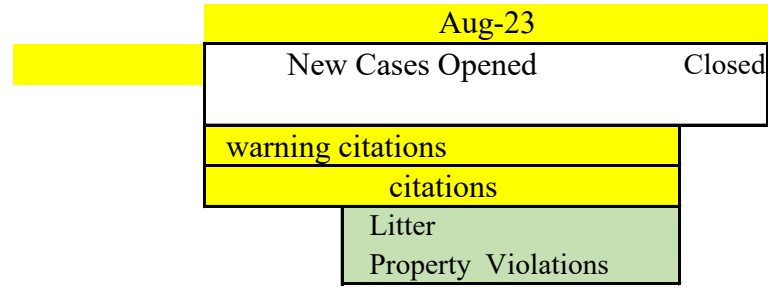 Aug-23
New Cases Opened Closed
warning citations
citations
Litter
Property Violations